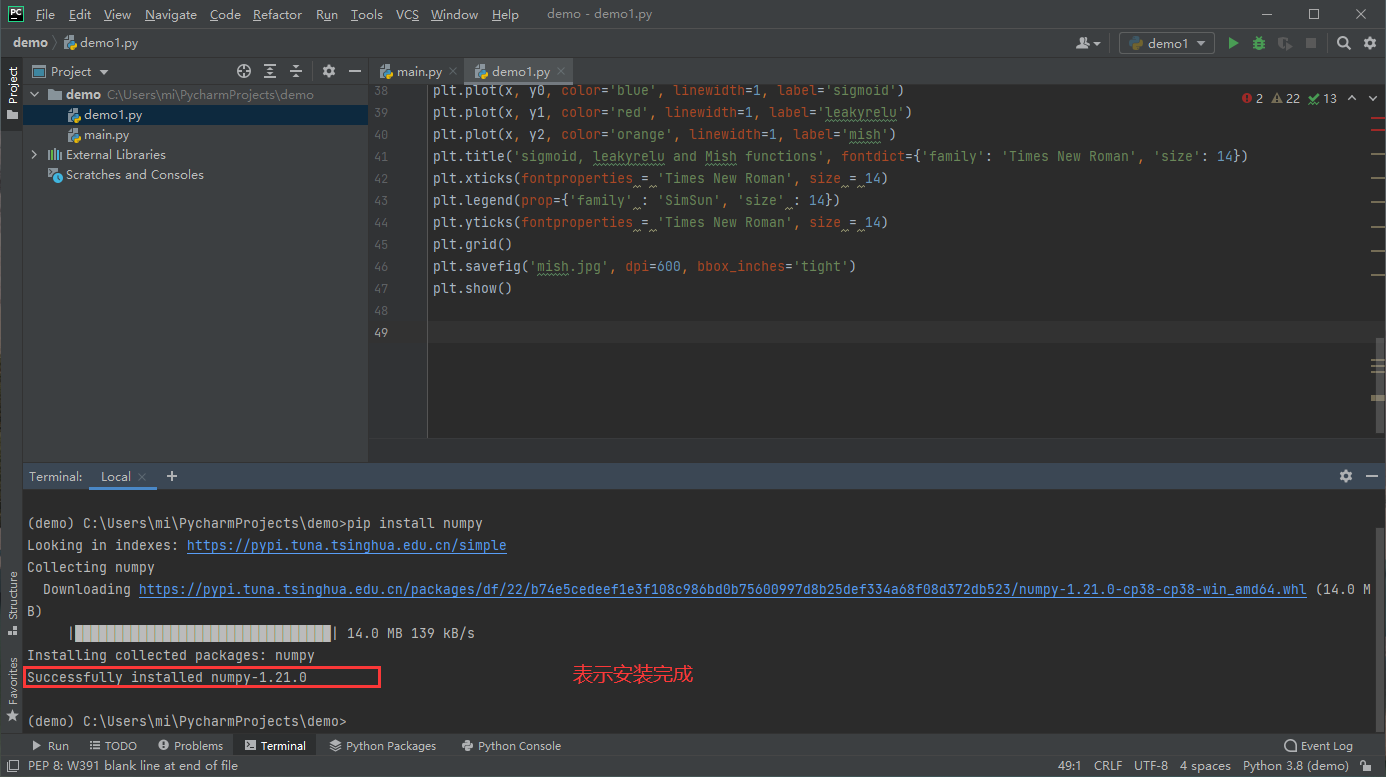 PC File Edit View Navigate Code Refactor Run Tools VCS Window Help demo - demo1.py
demo demo1.py demo1
Project
Project
main.py demo1.py
demo C:\Users\mi\PycharmProjects\demo
demo1.py
main.py
External Libraries
Scratches and Consoles
2 22 13
38 plt.plot(x, y0, color='blue', linewidth=1, label='sigmoid')
39 plt.plot(x, y1, color='red', linewidth=1, label='leakyrelu')
40 plt.plot(x, y2, color='orange', linewidth=1, label='mish')
41 plt.title('sigmoid, leakyrelu and Mish functions', fontdict={'family': 'Times New Roman', 'size': 14})
42 plt.xticks(fontproperties = 'Times New Roman', size = 14)
43 plt.legend(prop={'family' : 'SimSun', 'size' : 14})
44 plt.yticks(fontproperties = 'Times New Roman', size = 14)
45 plt.grid()
46 plt.savefig('mish.jpg', dpi=600, bbox_inches='tight')
47 plt.show()
48
49
Terminal: Local
(demo) C:\Users\mi\PycharmProjects\demo>pip install numpy
Looking in indexes: https://pypi.tuna.tsinghua.edu.cn/simple
Collecting numpy
Downloading https://pypi.tuna.tsinghua.edu.cn/packages/df/22/b74e5cedeef1e3f108c986bd0b75600997d8b25def334a68f08d372db523/numpy-1.21.0-cp38-cp38-win_amd64.whl (14.0 M
B)
14.0 MB 139 kB/s
Installing collected packages: numpy
Successfully installed numpy-1.21.0
表示安装完成
(demo) C:\Users\mi\PycharmProjects\demo>
Structure
Favorites
Run TODO Problems Terminal Python Packages Python Console Event Log
PEP 8: W391 blank line at end of file 49:1 CRLF UTF-8 4 spaces Python 3.8 (demo)